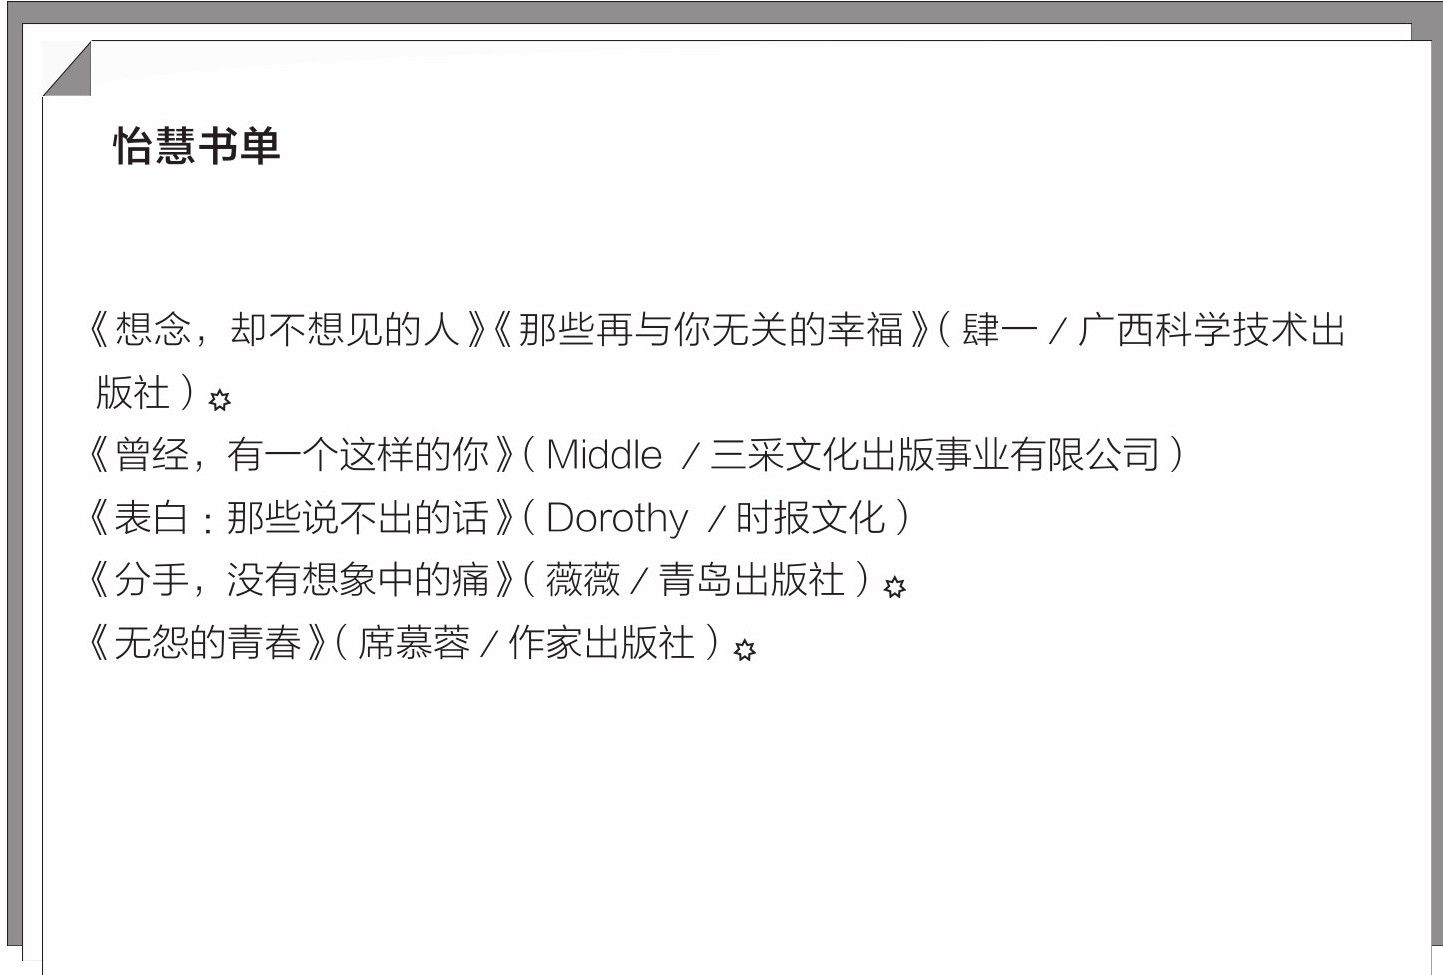 怡慧书单
《想念，却不想见的人》《那些再与你无关的幸福》（肆一/广西科学技术出
版社）✡
《曾经，有一个这样的你》（Middle /三采文化出版事业有限公司）
《表白：那些说不出的话》（Dorothy /时报文化）
《分手，没有想象中的痛》（薇薇/青岛出版社）✡
《无怨的青春》（席慕蓉/作家出版社）✡